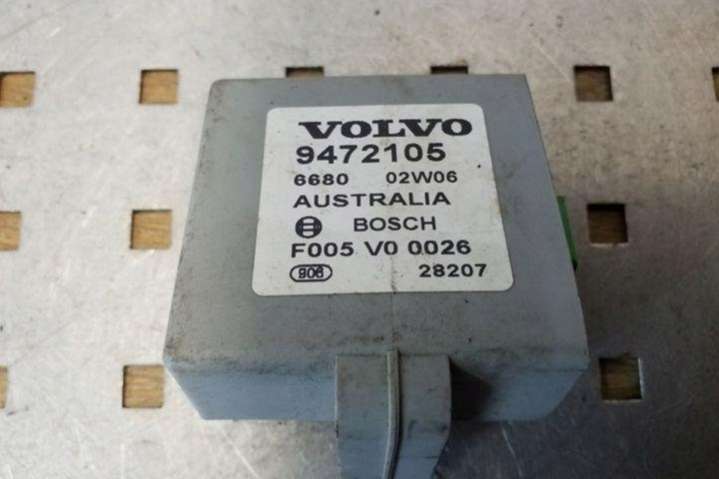 VOLVO
9472105
6680 02W06
AUSTRALIA
BOSCH
F005 V0 0026
906 28207